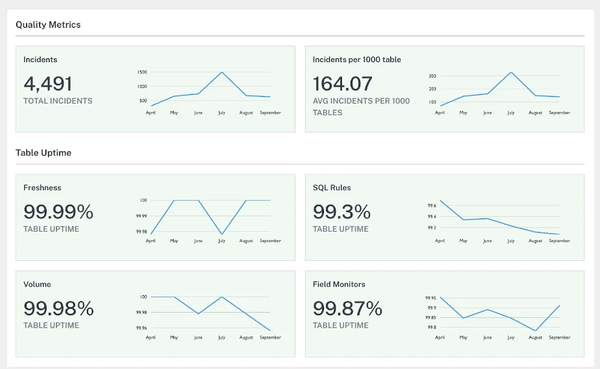 Quality Metrics
Incidents
4,491
TOTAL INCIDENTS
1500
1000
500
April May June July August September
Incidents per 1000 table
164.07
AVG INCIDENTS PER 1000
TABLES
300
200
100
April May June July August September
Table Uptime
Freshness
99.99%
TABLE UPTIME
100
99.99
99.98
April May June July August September
SQL Rules
99.3%
TABLE UPTIME
99.6
99.4
99.2
April May June July August September
Volume
99.98%
TABLE UPTIME
100
99.98
99.96
April May June July August September
Field Monitors
99.87%
TABLE UPTIME
99.95
99.9
99.85
99.8
April May June July August September